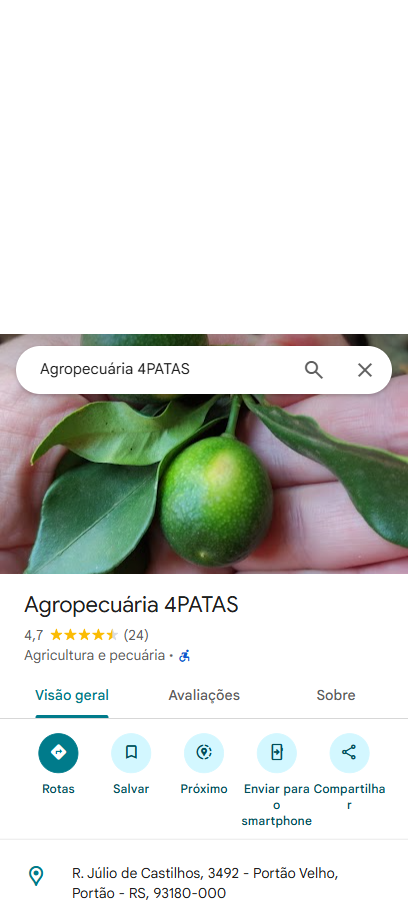 Agropecuária 4PATAS
Agropecuária 4PATAS
4,7 (24)
Agricultura e pecuária ·
Visão geral
Avaliações
Sobre
Rotas
Salvar
Próximo
Enviar para
o
smartphone
Compartilha
r
R. Júlio de Castilhos, 3492 - Portão Velho,
Portão - RS, 93180-000